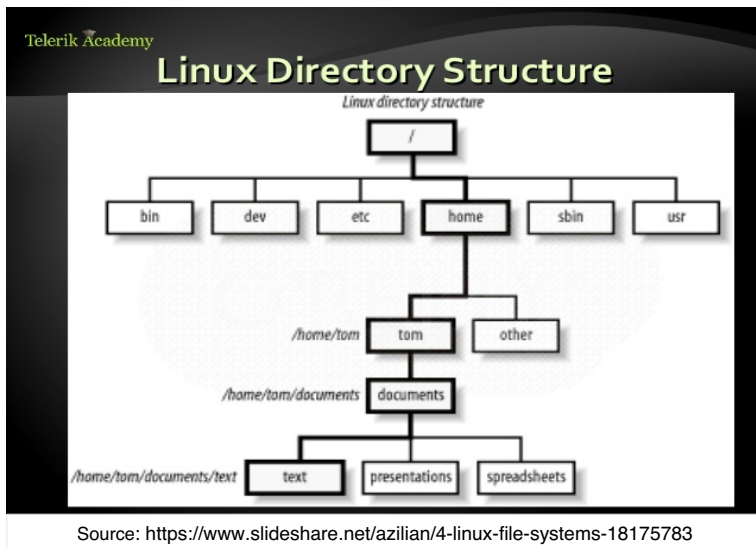 Telerik Academy
Linux Directory Structure
Linux directory structure
/
bin dev etc home sbin usr
/home/tom tom other
/home/tom/documents documents
/home/tom/documents/text text presentations spreadsheets
Source: https://www.slideshare.net/azilian/4-linux-file-systems-18175783